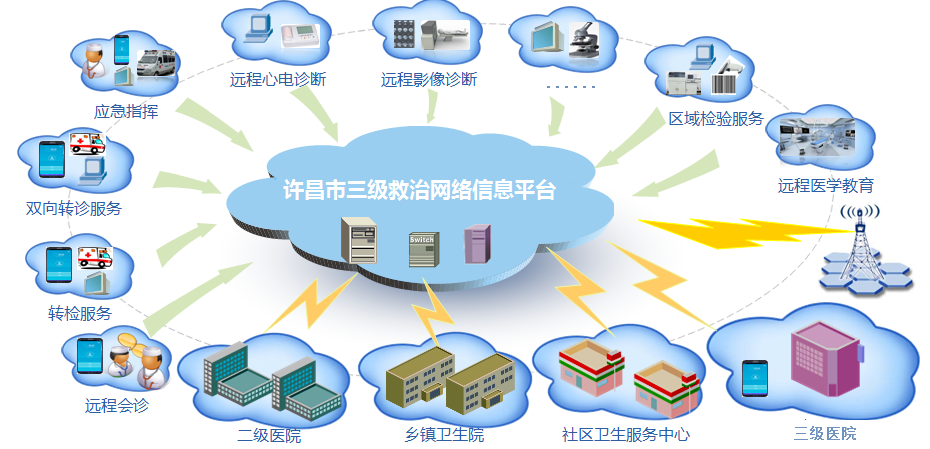 远程心电诊断
远程影像诊断
......
应急指挥
区域检验服务
远程医学教育
双向转诊服务
许昌市三级救治网络信息平台
Switch
转检服务
远程会诊
二级医院
乡镇卫生院
社区卫生服务中心
三级医院